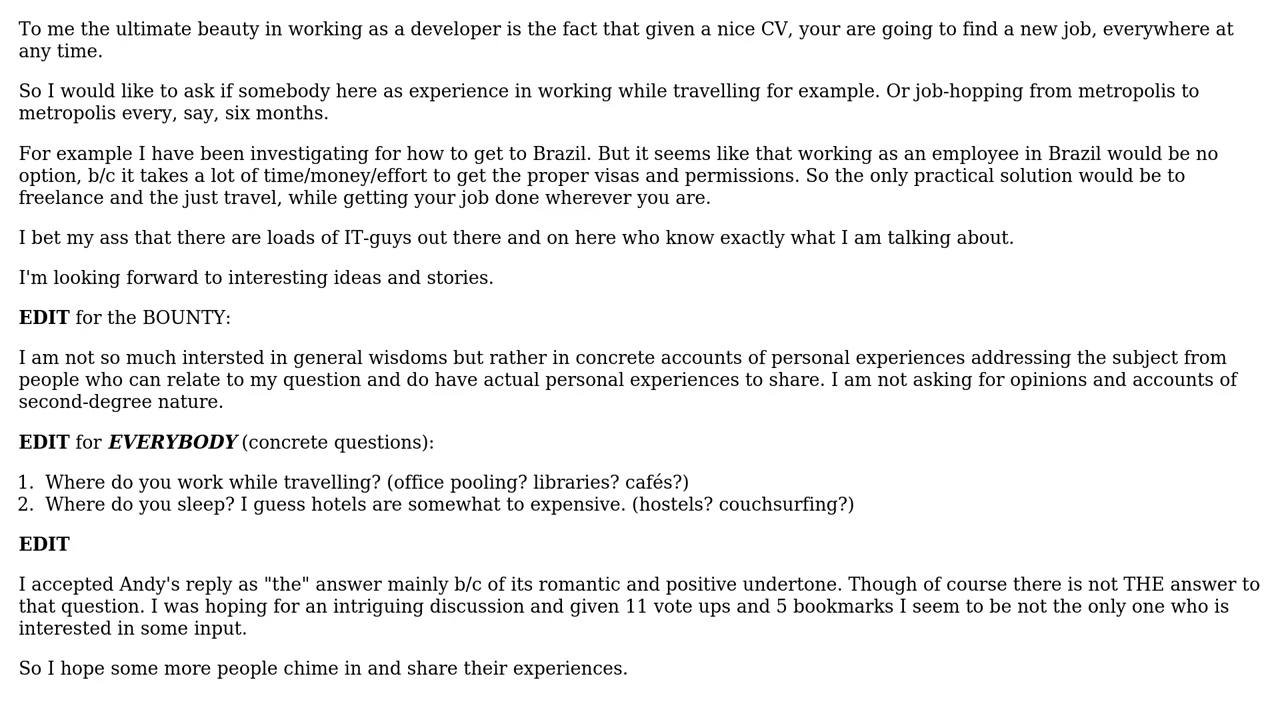 To me the ultimate beauty in working as a developer is the fact that given a nice CV, your are going to find a new job, everywhere at
any time.
So I would like to ask if somebody here as experience in working while travelling for example. Or job-hopping from metropolis to
metropolis every, say, six months.
For example I have been investigating for how to get to Brazil. But it seems like that working as an employee in Brazil would be no
option, b/c it takes a lot of time/money/effort to get the proper visas and permissions. So the only practical solution would be to
freelance and the just travel, while getting your job done wherever you are.
I bet my ass that there are loads of IT-guys out there and on here who know exactly what I am talking about.
I'm looking forward to interesting ideas and stories.
EDIT for the BOUNTY:
I am not so much intersted in general wisdoms but rather in concrete accounts of personal experiences addressing the subject from
people who can relate to my question and do have actual personal experiences to share. I am not asking for opinions and accounts of
second-degree nature.
EDIT for EVERYBODY (concrete questions):
1. Where do you work while travelling? (office pooling? libraries? cafés?)
2. Where do you sleep? I guess hotels are somewhat to expensive. (hostels? couchsurfing?)
EDIT
I accepted Andy's reply as "the" answer mainly b/c of its romantic and positive undertone. Though of course there is not THE answer to
that question. I was hoping for an intriguing discussion and given 11 vote ups and 5 bookmarks I seem to be not the only one who is
interested in some input.
So I hope some more people chime in and share their experiences.